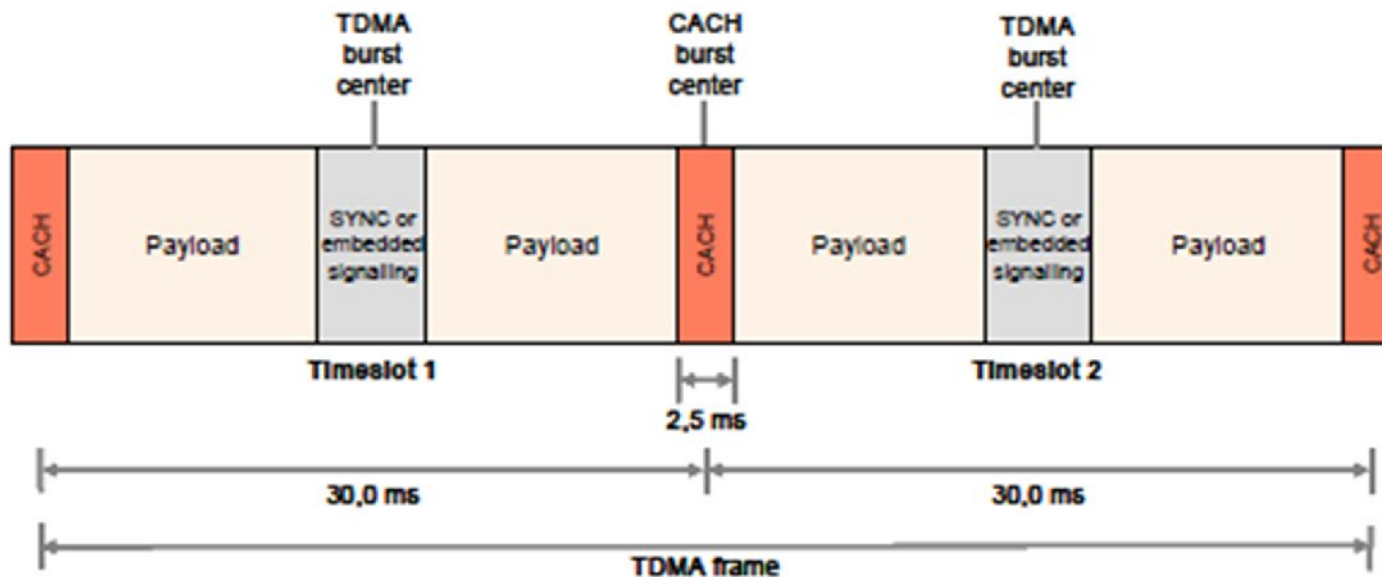 TDMA
burst
center
CACH
burst
center
TDMA
burst
center
CACH
Payload
SYNC or
embedded
signalling
Payload
CACH
Payload
SYNC or
embedded
signalling
Payload
CACH
Timeslot 1
Timeslot 2
2,5 ms
30,0 ms
30,0 ms
TDMA frame